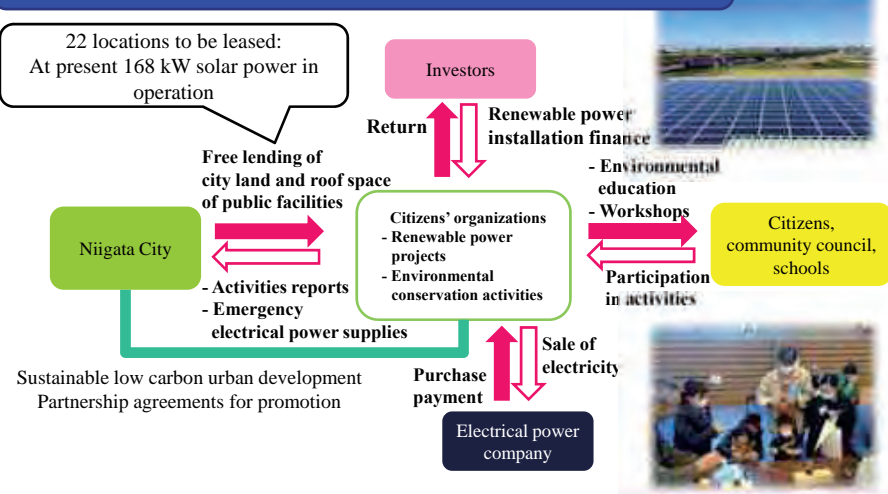 22 locations to be leased:
At present 168 kW solar power in
operation
Investors
Return
Renewable power
installation finance
Free lending of
city land and roof space
of public facilities
- Environmental
education
- Workshops
Niigata City
Citizens' organizations
- Renewable power
projects
- Environmental
conservation activities
Citizens,
community council,
schools
- Activities reports
- Emergency
electrical power supplies
Participation
in activities
Sustainable low carbon urban development
Partnership agreements for promotion
Purchase
payment
Sale of
electricity
Electrical power
company